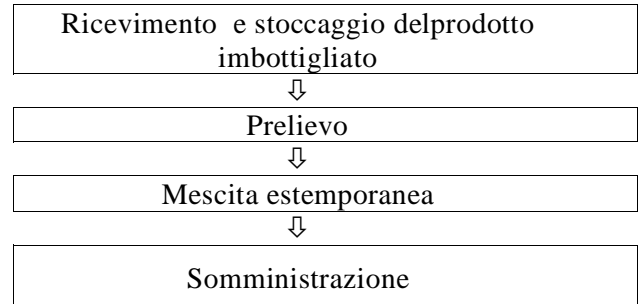 Ricevimento e stoccaggio delprodotto
imbottigliato
⇩
Prelievo
⇩
Mescita estemporanea
⇩
Somministrazione